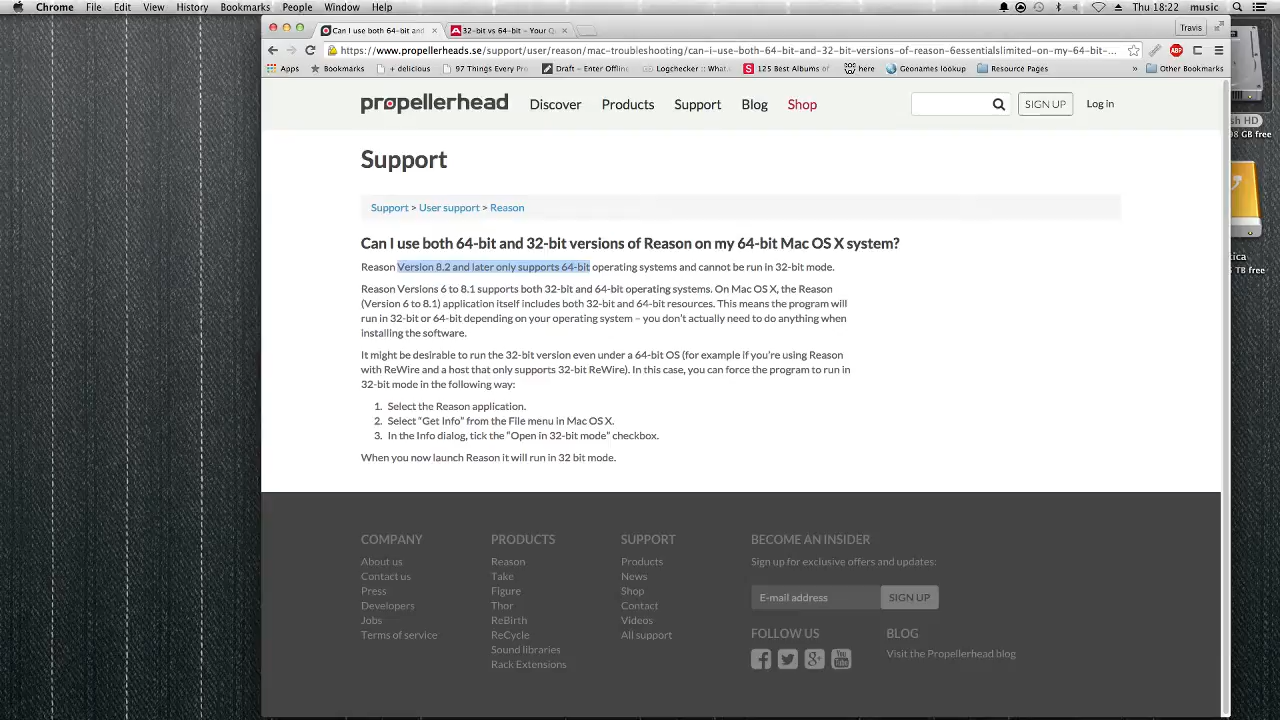 Chrome File Edit View History Bookmarks People Window Help
Thu 18:22 music
Can I use both 64-bit and
32-bit vs 64-bit – Your Q
Travis
https://www.propellerheads.se/support/user/reason/mac-troubleshooting/can-i-use-both-64-bit-and-32-bit-versions-of-reason-6essentialslimited-on-my-64-bit-...
Apps Bookmarks + delicious 97 Things Every Pro Draft – Enter Offline Logchecker :: What. 125 Best Albums of here Geonames lookup Resource Pages » Other Bookmarks
propellerhead Discover Products Support Blog Shop SIGN UP Log in
sh HD
98 GB free
Support
Support > User support > Reason
Can I use both 64-bit and 32-bit versions of Reason on my 64-bit Mac OS X system?
tica
TB free
Reason Version 8.2 and later only supports 64-bit operating systems and cannot be run in 32-bit mode.
Reason Versions 6 to 8.1 supports both 32-bit and 64-bit operating systems. On Mac OS X, the Reason
(Version 6 to 8.1) application itself includes both 32-bit and 64-bit resources. This means the program will
run in 32-bit or 64-bit depending on your operating system – you don't actually need to do anything when
installing the software.
It might be desirable to run the 32-bit version even under a 64-bit OS (for example if you're using Reason
with ReWire and a host that only supports 32-bit ReWire). In this case, you can force the program to run in
32-bit mode in the following way:
1. Select the Reason application.
2. Select "Get Info" from the File menu in Mac OS X.
3. In the Info dialog, tick the "Open in 32-bit mode" checkbox.
When you now launch Reason it will run in 32 bit mode.
COMPANY
About us
Contact us
Press
Developers
Jobs
Terms of service
PRODUCTS
Reason
Take
Figure
Thor
ReBirth
ReCycle
Sound libraries
Rack Extensions
SUPPORT
Products
News
Shop
Contact
Videos
All support
BECOME AN INSIDER
Sign up for exclusive offers and updates:
E-mail address SIGN UP
FOLLOW US
BLOG
Visit the Propellerhead blog